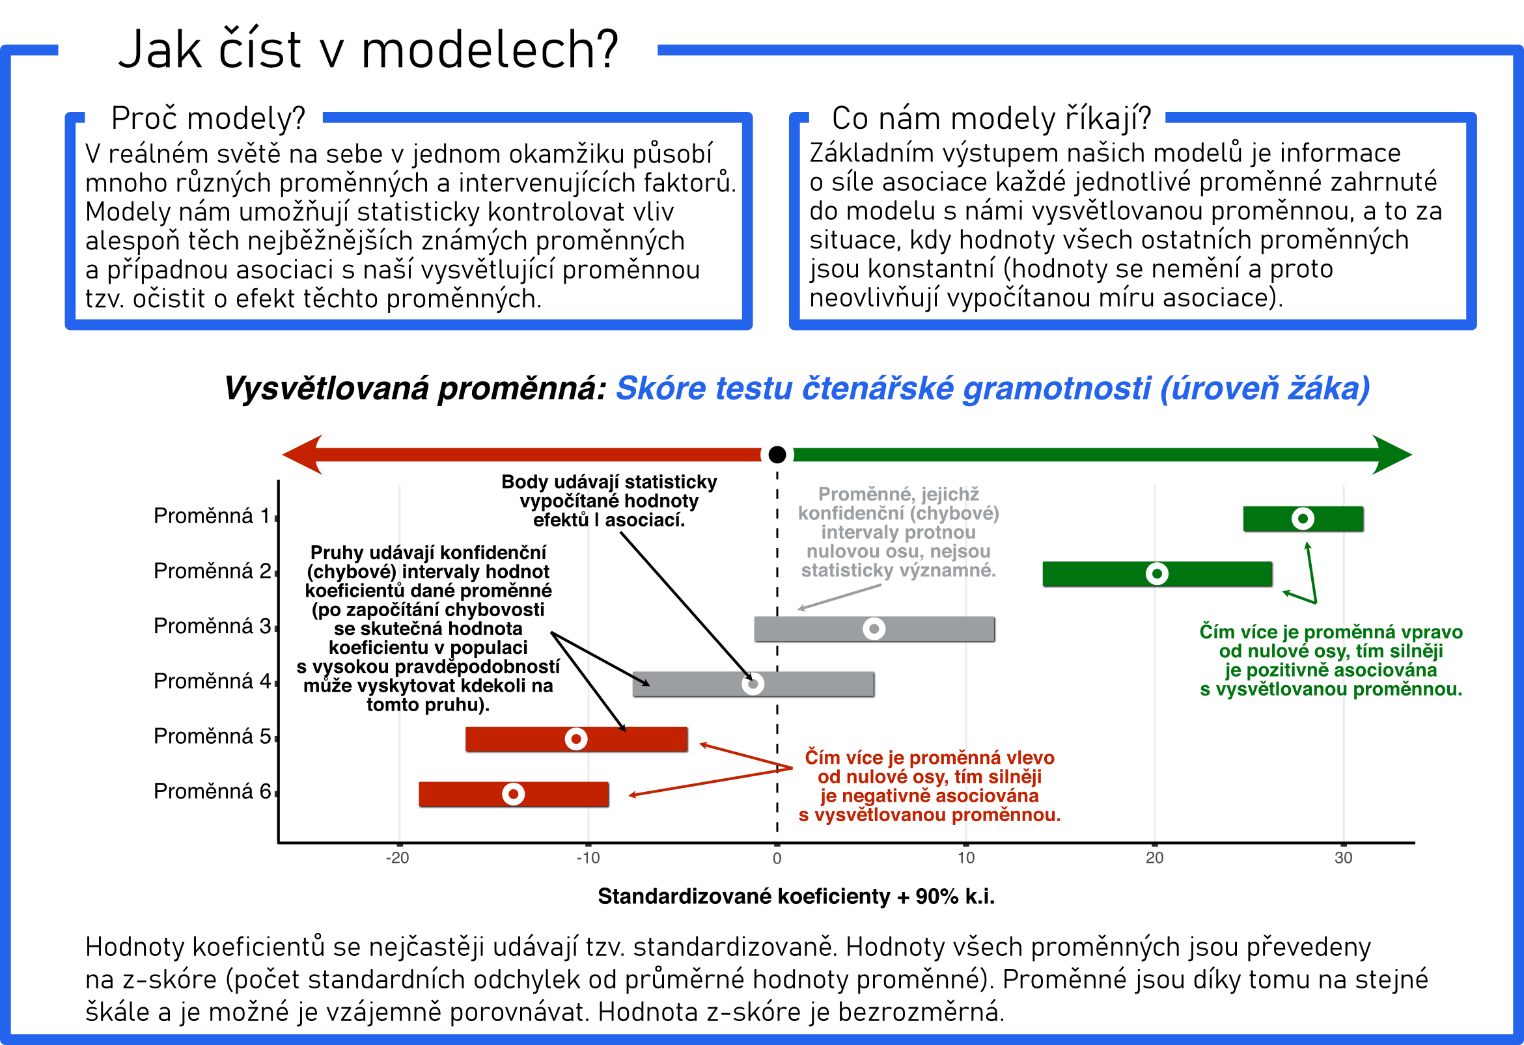 Jak číst v modelech?
Proč modely?
V reálném světě na sebe v jednom okamžiku působí
mnoho různých proměnných a intervenujících faktorů.
Modely nám umožňují statisticky kontrolovat vliv
alespoň těch nejběžnějších známých proměnných
a případnou asociaci s naší vysvětlující proměnnou
tzv. očistit o efekt těchto proměnných.
Co nám modely říkají?
Základním výstupem našich modelů je informace
o síle asociace každé jednotlivé proměnné zahrnuté
do modelu s námi vysvětlovanou proměnnou, a to za
situace, kdy hodnoty všech ostatních proměnných
jsou konstantní (hodnoty se nemění a proto
neovlivňují vypočítanou míru asociace).
Vysvětlovaná proměnná: Skóre testu čtenářské gramotnosti (úroveň žáka)
Body udávají statisticky
vypočítané hodnoty
efektů | asociací.
Proměnné, jejichž
konfidenční (chybové)
intervaly protnou
nulovou osu, nejsou
statisticky významné.
Pruhy udávají konfidenční
(chybové) intervaly hodnot
koeficientů dané proměnné
(po započítání chybovosti
se skutečná hodnota
koeficientu v populaci
s vysokou pravděpodobností
může vyskytovat kdekoli na
tomto pruhu).
Čím více je proměnná vpravo
od nulové osy, tím silněji
je pozitivně asociována
s vysvětlovanou proměnnou.
Čím více je proměnná vlevo
od nulové osy, tím silněji
je negativně asociována
s vysvětlovanou proměnnou.
Proměnná 1
Proměnná 2
Proměnná 3
Proměnná 4
Proměnná 5
Proměnná 6
-20 -10 0 10 20 30
Standardizované koeficienty + 90% k.i.
Hodnoty koeficientů se nejčastěji udávají tzv. standardizovaně. Hodnoty všech proměnných jsou převedeny
na z-skóre (počet standardních odchylek od průměrné hodnoty proměnné). Proměnné jsou díky tomu na stejné
škále a je možné je vzájemně porovnávat. Hodnota z-skóre je bezrozměrná.